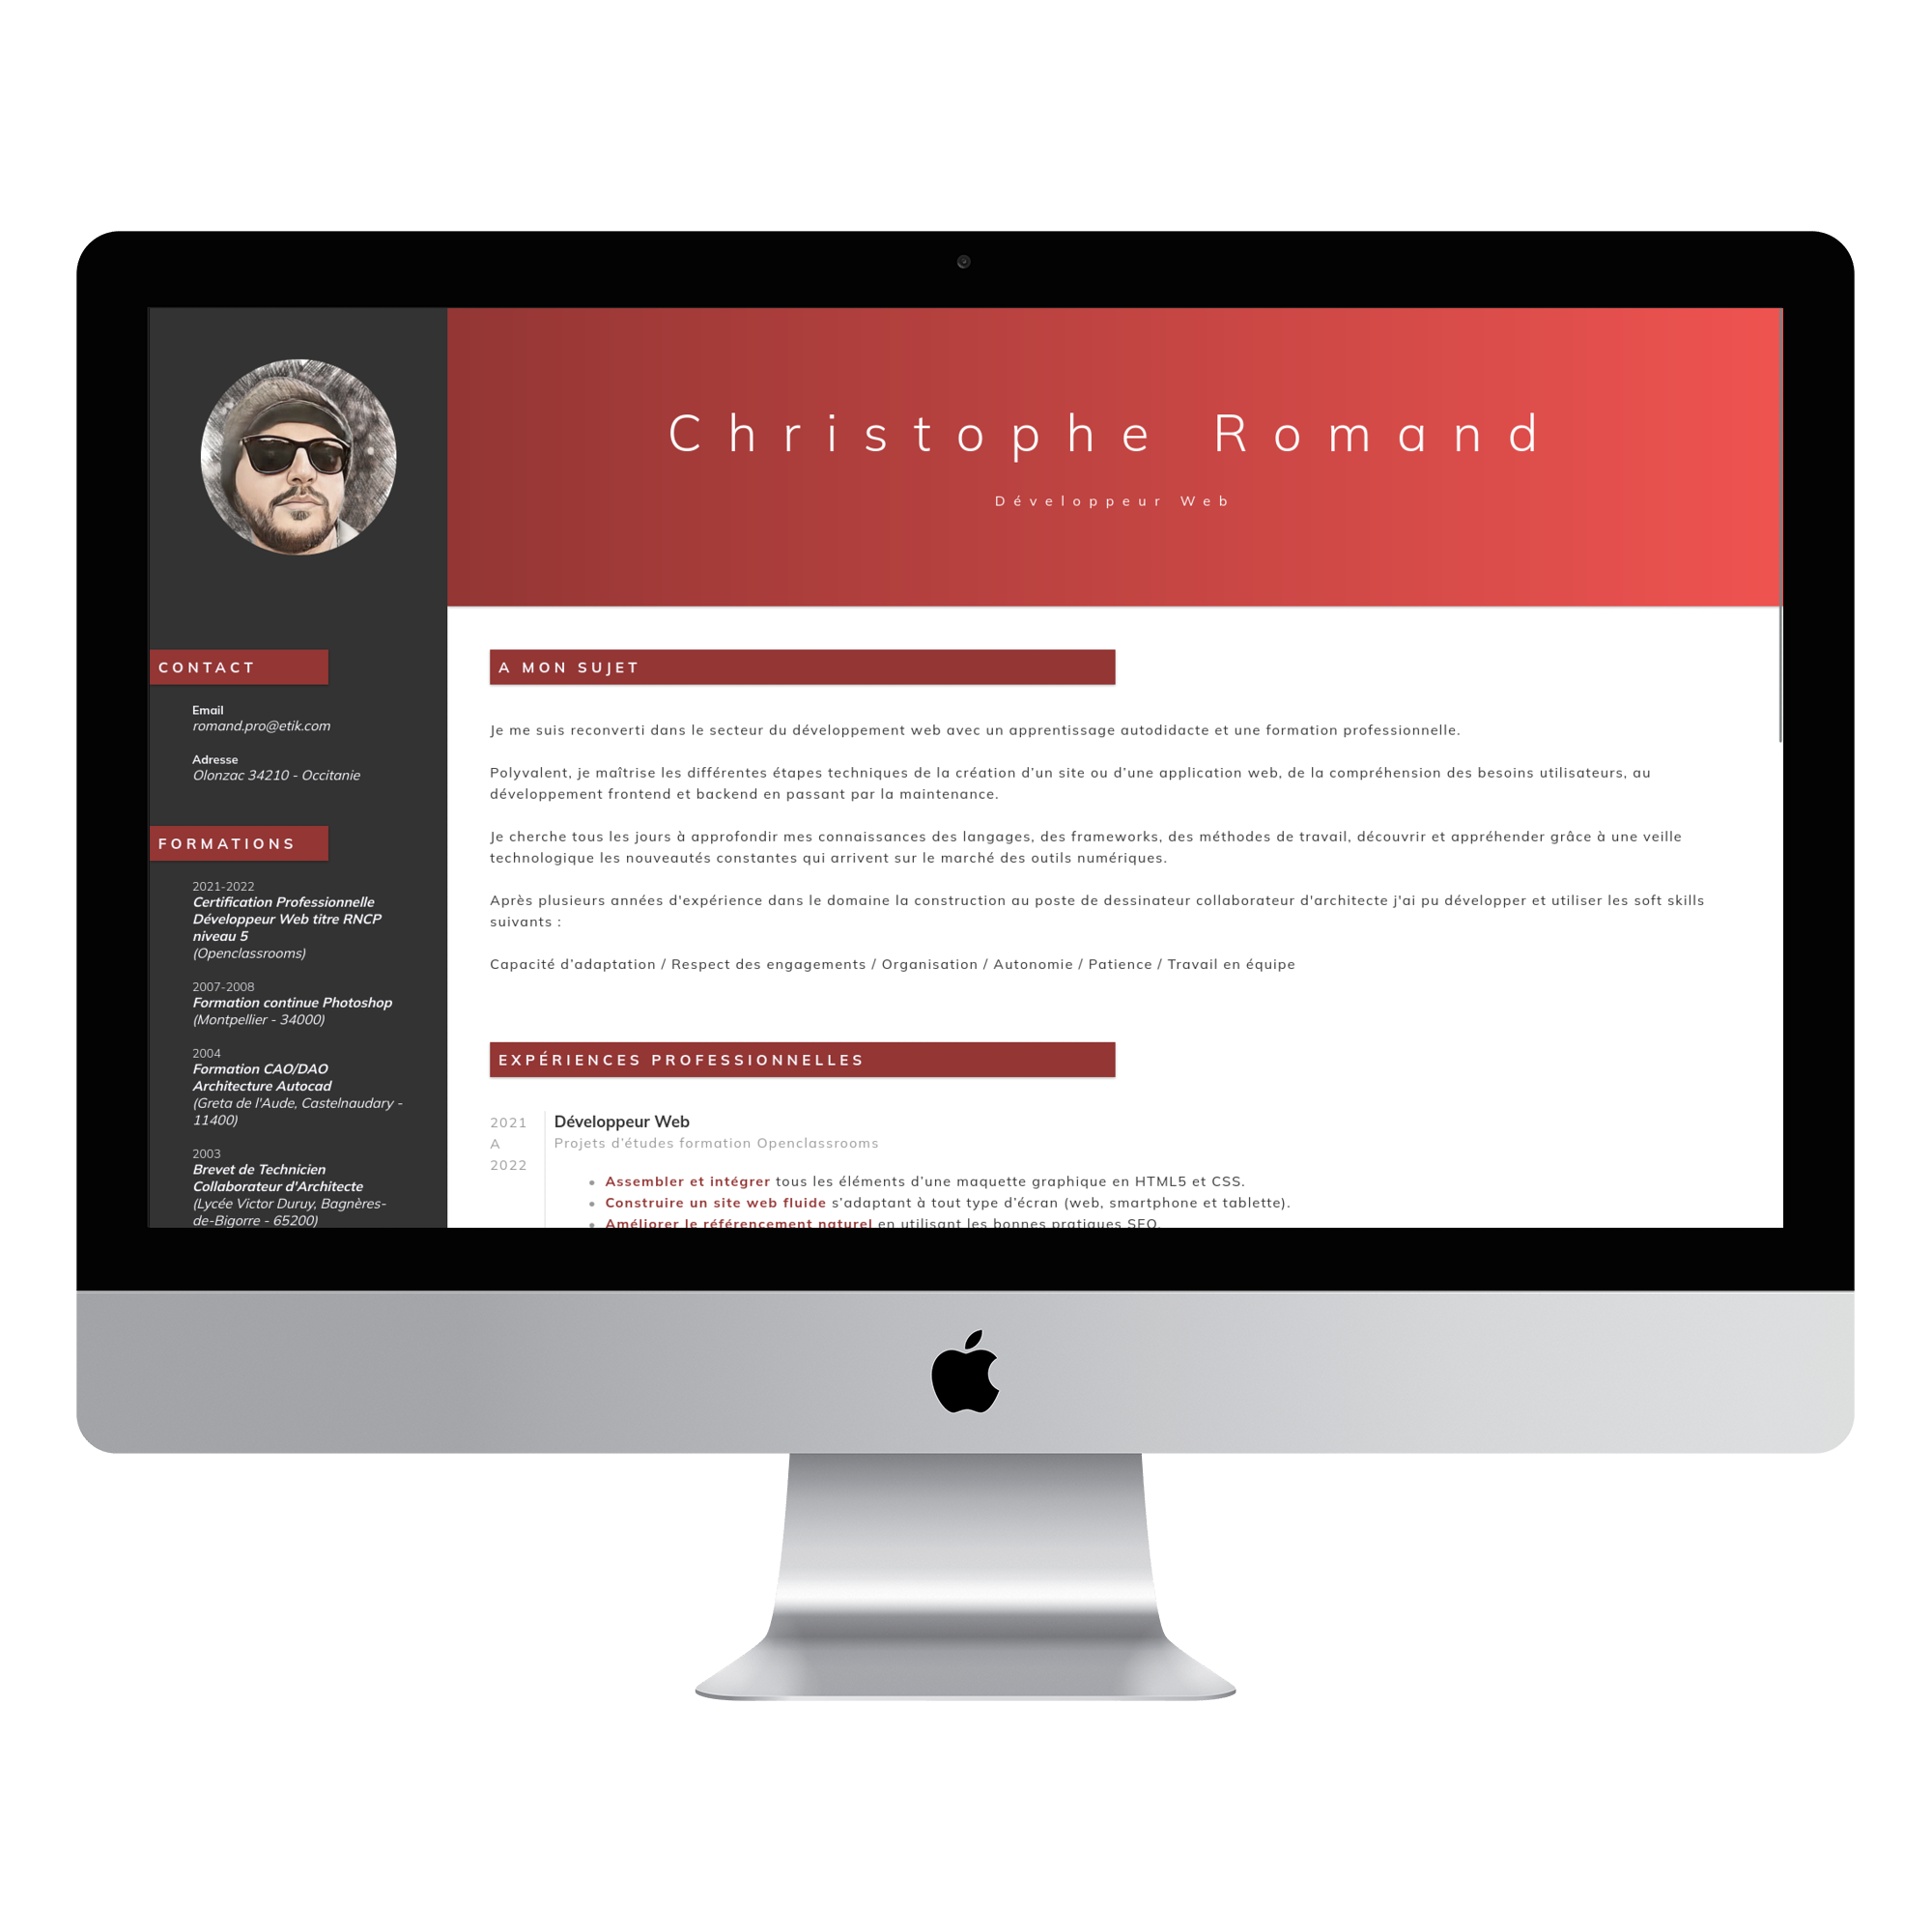 Christophe Romand
Développeur Web
CONTACT
Email
romand.pro@etik.com
Adresse
Olonzac 34210 - Occitanie
FORMATIONS
2021-2022
Certification Professionnelle
Développeur Web titre RNCP
niveau 5
(Openclassrooms)
2007-2008
Formation continue Photoshop
(Montpellier - 34000)
2004
Formation CAO/DAO
Architecture Autocad
(Greta de l'Aude, Castelnaudary -
11400)
2003
Brevet de Technicien
Collaborateur d'Architecte
(Lycée Victor Duruy, Bagnères-
de-Bigorre - 65200)
A MON SUJET
Je me suis reconverti dans le secteur du développement web avec un apprentissage autodidacte et une formation professionnelle.
Polyvalent, je maîtrise les différentes étapes techniques de la création d’un site ou d’une application web, de la compréhension des besoins utilisateurs, au
développement frontend et backend en passant par la maintenance.
Je cherche tous les jours à approfondir mes connaissances des langages, des frameworks, des méthodes de travail, découvrir et appréhender grâce à une veille
technologique les nouveautés constantes qui arrivent sur le marché des outils numériques.
Après plusieurs années d'expérience dans le domaine la construction au poste de dessinateur collaborateur d'architecte j'ai pu développer et utiliser les soft skills
suivants :
Capacité d’adaptation / Respect des engagements / Organisation / Autonomie / Patience / Travail en équipe
EXPÉRIENCES PROFESSIONNELLES
2021
A
2022
Développeur Web
Projets d’études formation Openclassrooms
Assembler et intégrer tous les éléments d’une maquette graphique en HTML5 et CSS.
Construire un site web fluide s’adaptant à tout type d’écran (web, smartphone et tablette).
Améliorer le référencement naturel en utilisant les bonnes pratiques SEO.